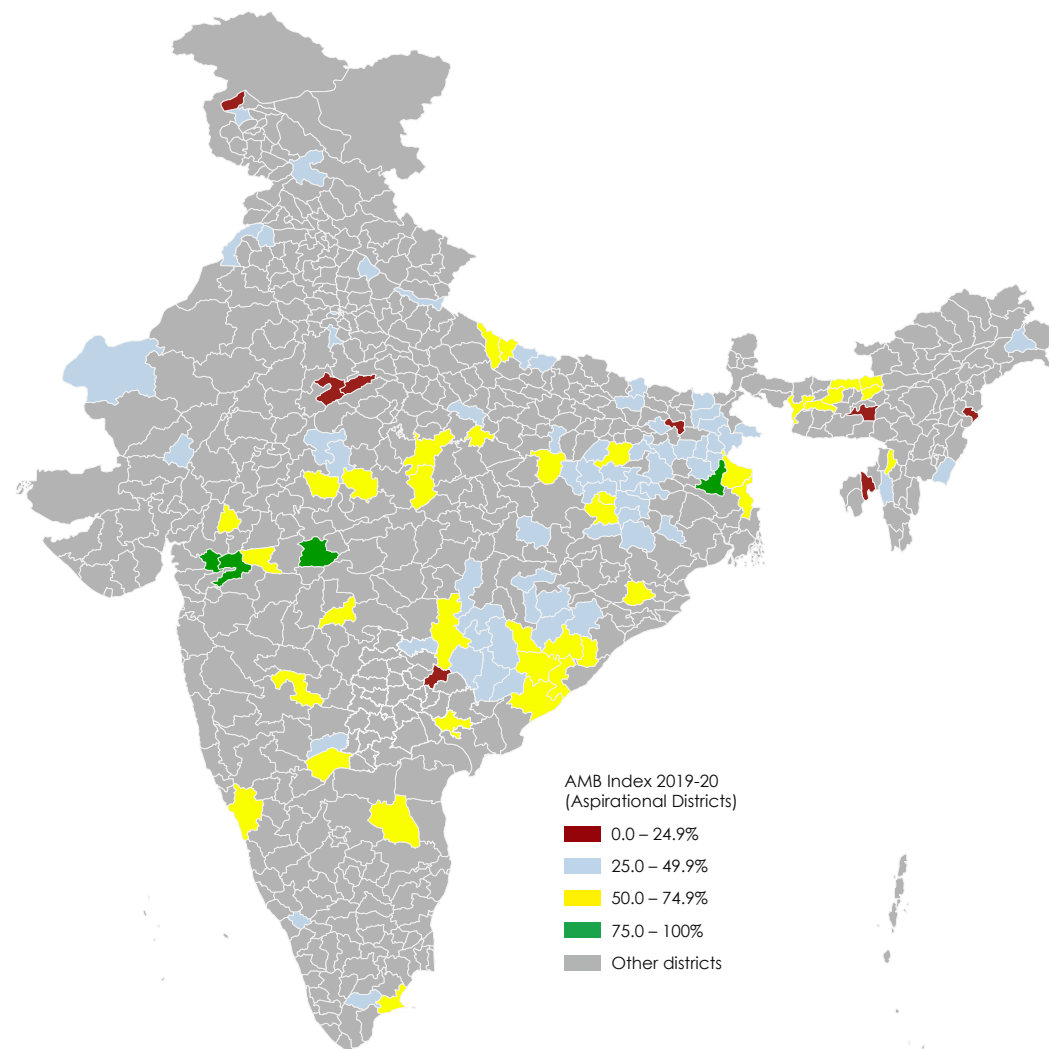 AMB Index 2019-20
(Aspirational Districts)
0.0 – 24.9%
25.0 – 49.9%
50.0 – 74.9%
75.0 – 100%
Other districts